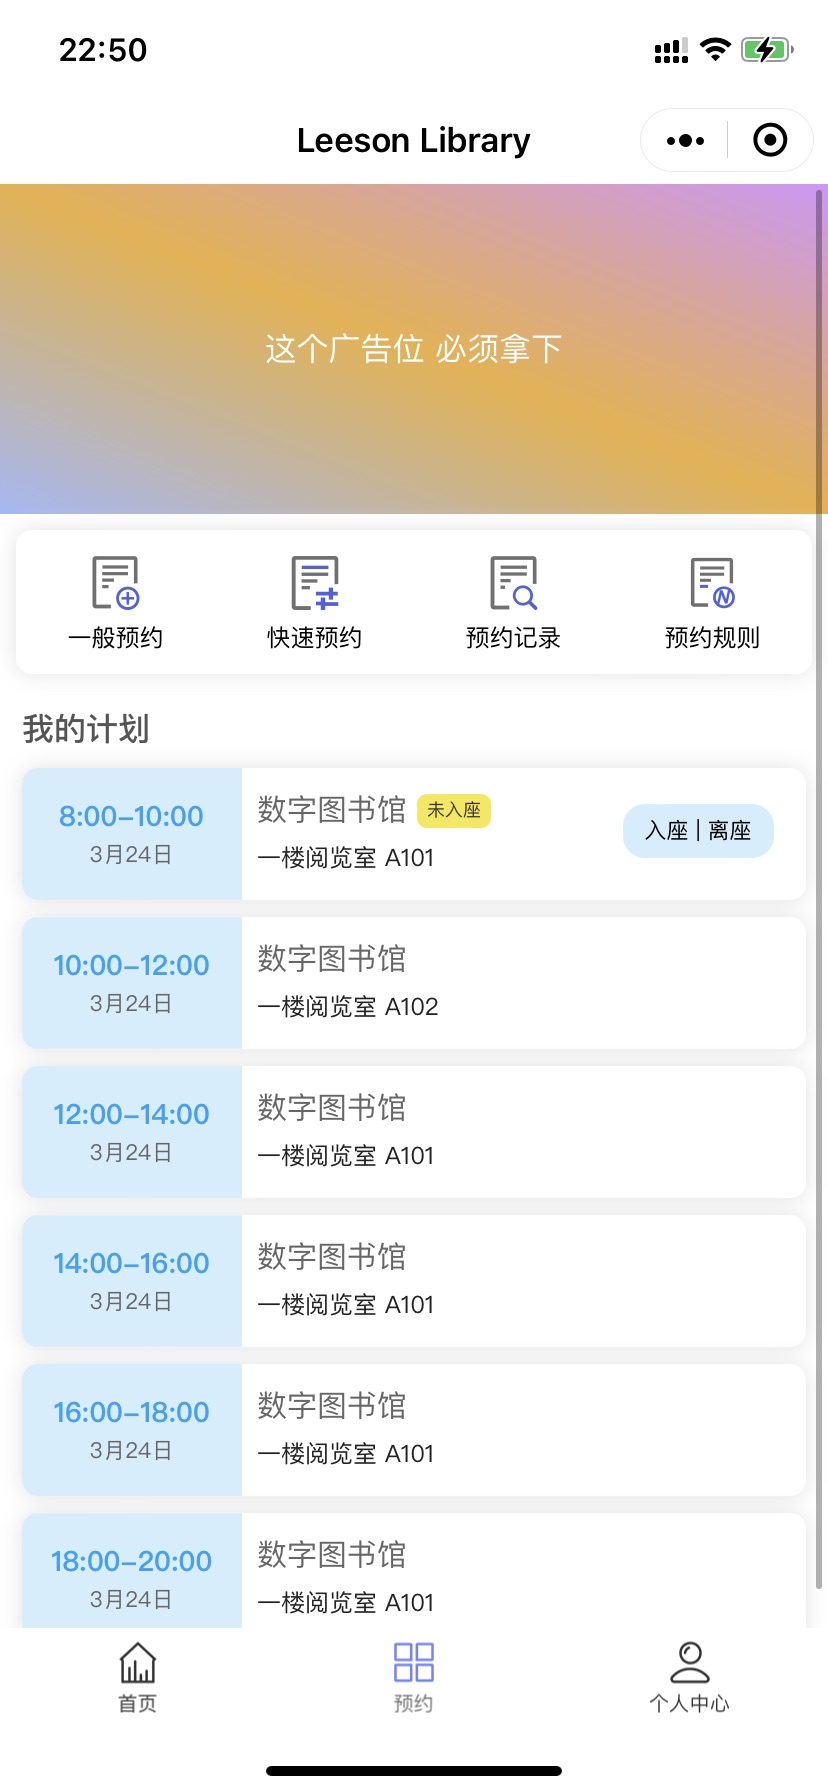 22:50
Leeson Library
这个广告位 必须拿下
一般预约
快速预约
预约记录
预约规则
我的计划
8:00–10:00
3月24日
数字图书馆 未入座
一楼阅览室 A101
入座 | 离座
10:00–12:00
3月24日
数字图书馆
一楼阅览室 A102
12:00–14:00
3月24日
数字图书馆
一楼阅览室 A101
14:00–16:00
3月24日
数字图书馆
一楼阅览室 A101
16:00–18:00
3月24日
数字图书馆
一楼阅览室 A101
18:00–20:00
3月24日
数字图书馆
一楼阅览室 A101
首页
预约
个人中心